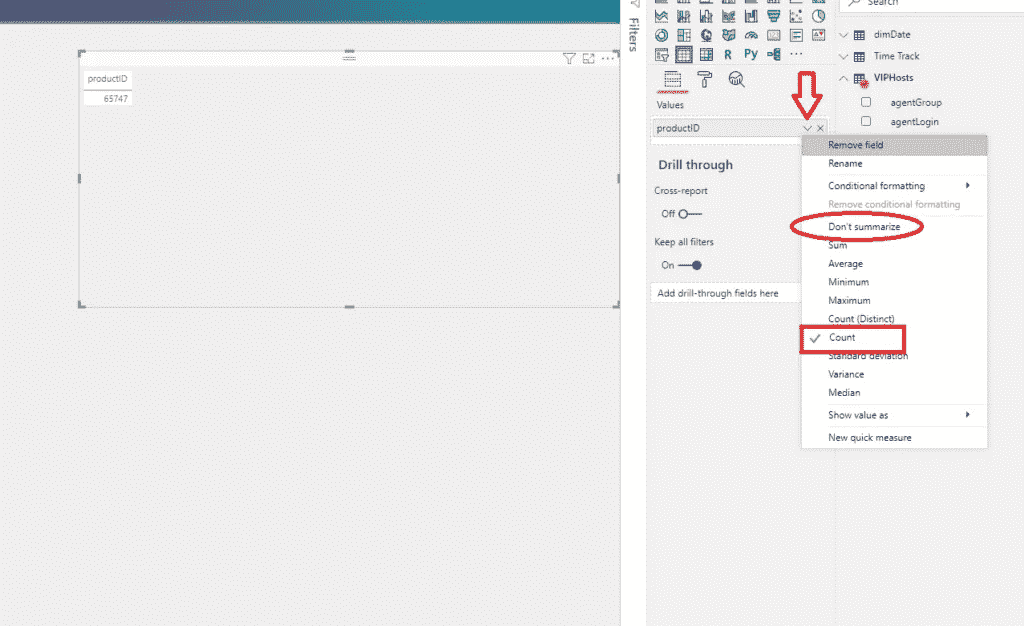 Search
Filters
dimDate
Time Track
VIPHosts
agentGroup
agentLogin
R
Py
productID
65747
Values
productID
Drill through
Cross-report
Off
Keep all filters
On
Add drill-through fields here
Remove field
Rename
Conditional formatting
Remove conditional formatting
Don't summarize
Sum
Average
Minimum
Maximum
Count (Distinct)
Count
Standard deviation
Variance
Median
Show value as
New quick measure